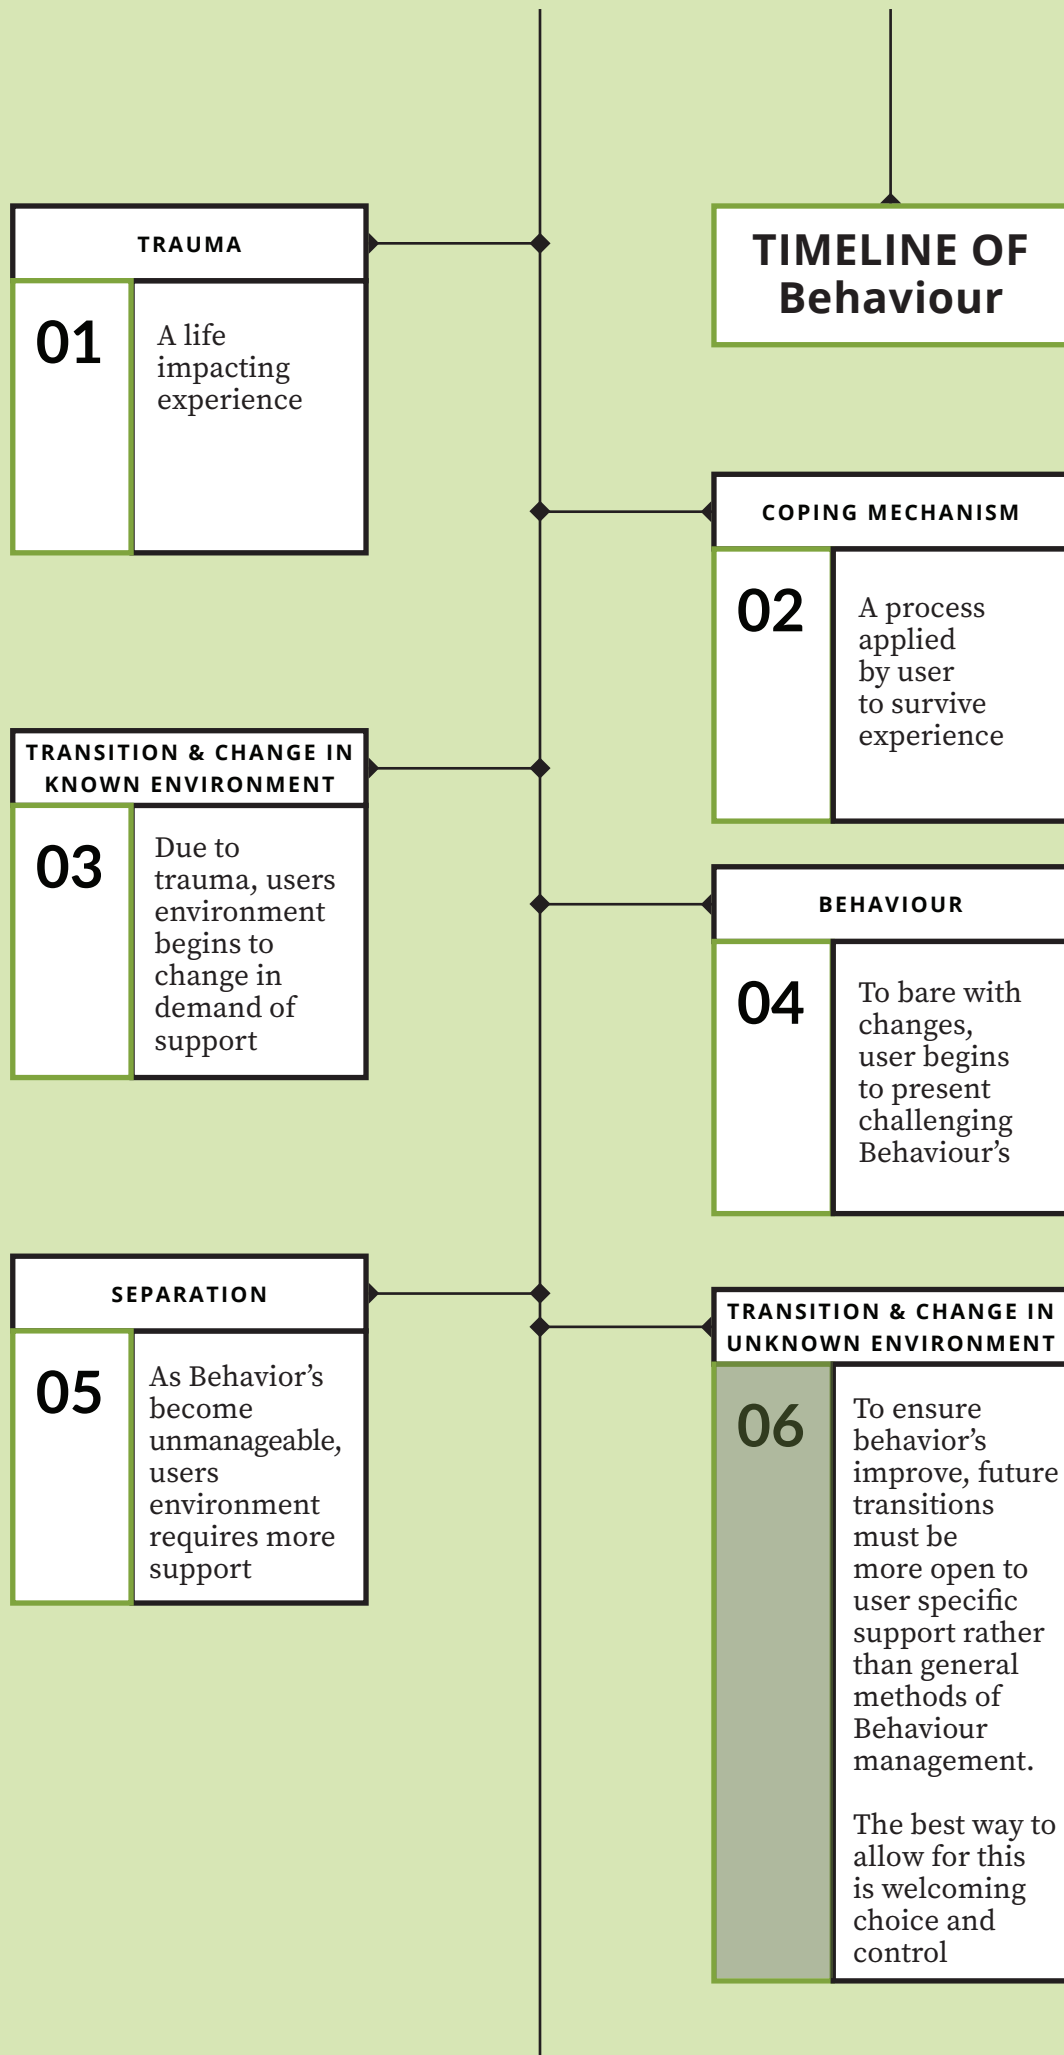 TIMELINE OF
Behaviour
TRAUMA
01
A life
impacting
experience
COPING MECHANISM
02
A process
applied
by user
to survive
experience
TRANSITION & CHANGE IN
KNOWN ENVIRONMENT
03
Due to
trauma, users
environment
begins to
change in
demand of
support
BEHAVIOUR
04
To bare with
changes,
user begins
to present
challenging
Behaviour’s
SEPARATION
05
As Behavior’s
become
unmanageable,
users
environment
requires more
support
TRANSITION & CHANGE IN
UNKNOWN ENVIRONMENT
06
To ensure
behavior’s
improve, future
transitions
must be
more open to
user specific
support rather
than general
methods of
Behaviour
management.
The best way to
allow for this
is welcoming
choice and
control